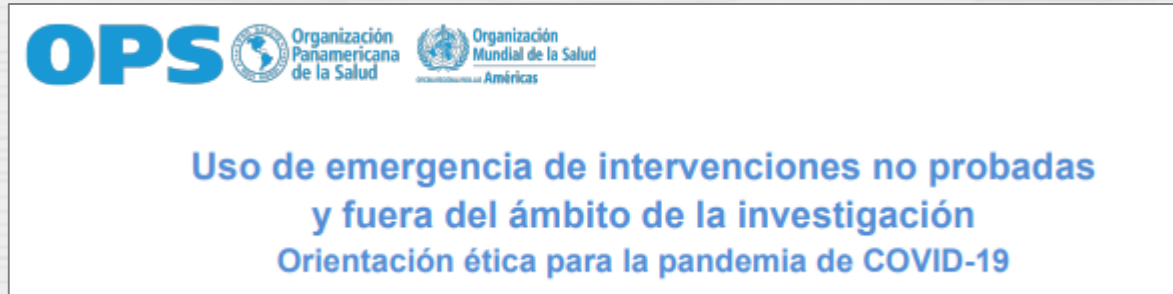 OPS
Organización
Panamericana
de la Salud
Organización
Mundial de la Salud
Américas
Uso de emergencia de intervenciones no probadas
y fuera del ámbito de la investigación
Orientación ética para la pandemia de COVID-19